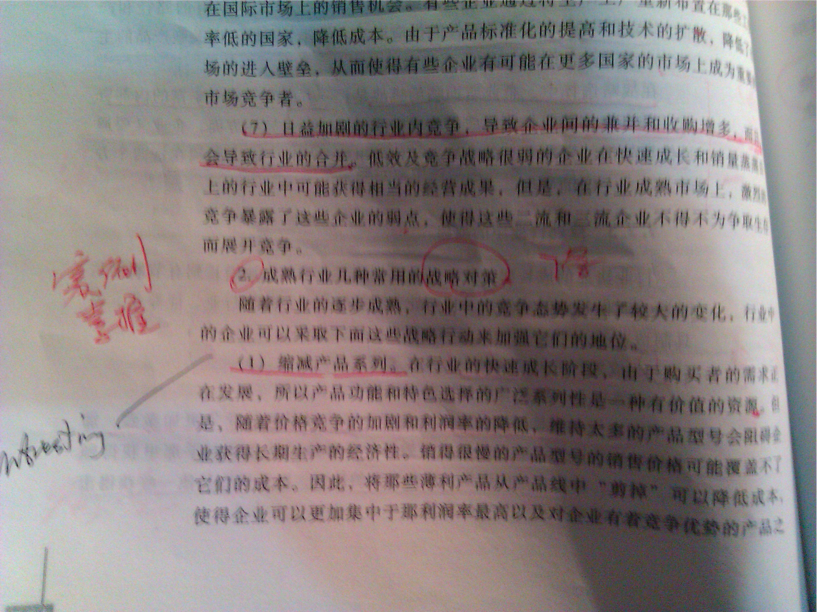 在国际市场上的销售机会。有些企业通过将生产工厂重新布置在那些
率低的国家，降低成本。由于产品标准化的提高和技术的扩散，降低了
场的进入壁垒，从而使得有些企业有可能在更多国家的市场上成为重要
市场竞争者。
（7）日益加剧的行业内竞争，导致企业间的兼并和收购增多，而且
会导致行业的合并。低效及竞争战略很弱的企业在快速成长和销量蒸蒸
上的行业中可能获得相当的经营成果，但是，在行业成熟市场上，激烈的
竞争暴露了这些企业的弱点，使得这些二流和三流企业不得不为争取生
而展开竞争。
案例
掌握
2. 成熟行业几种常用的战略对策。
随着行业的逐步成熟，行业中的竞争态势发生了较大的变化，行业中
的企业可以采取下面这些战略行动来加强它们的地位。
（1）缩减产品系列。在行业的快速成长阶段，由于购买者的需求正
在发展，所以产品功能和特色选择的广泛系列性是一种有价值的资源。但
是，随着价格竞争的加剧和利润率的降低，维持太多的产品型号会阻碍企
业获得长期生产的经济性。销得很慢的产品型号的销售价格可能覆盖不了
它们的成本。因此，将那些薄利产品从产品线中“剪掉”可以降低成本，
使得企业可以更加集中于那利润率最高以及对企业有着竞争优势的产品之